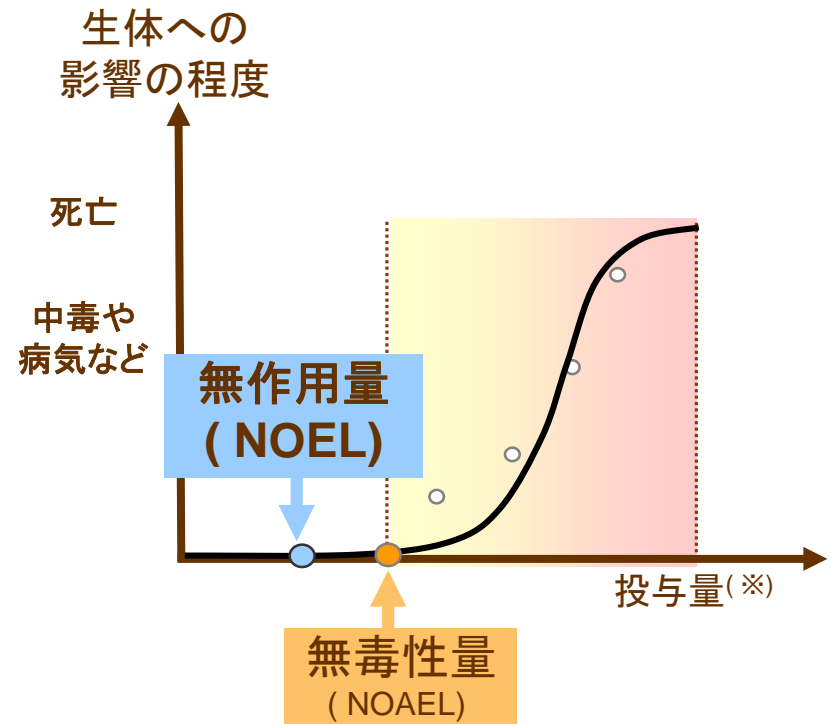 生体への
影響の程度
死亡
中毒や
病気など
無作用量
( NOEL)
投与量(※)
無毒性量
( NOAEL)